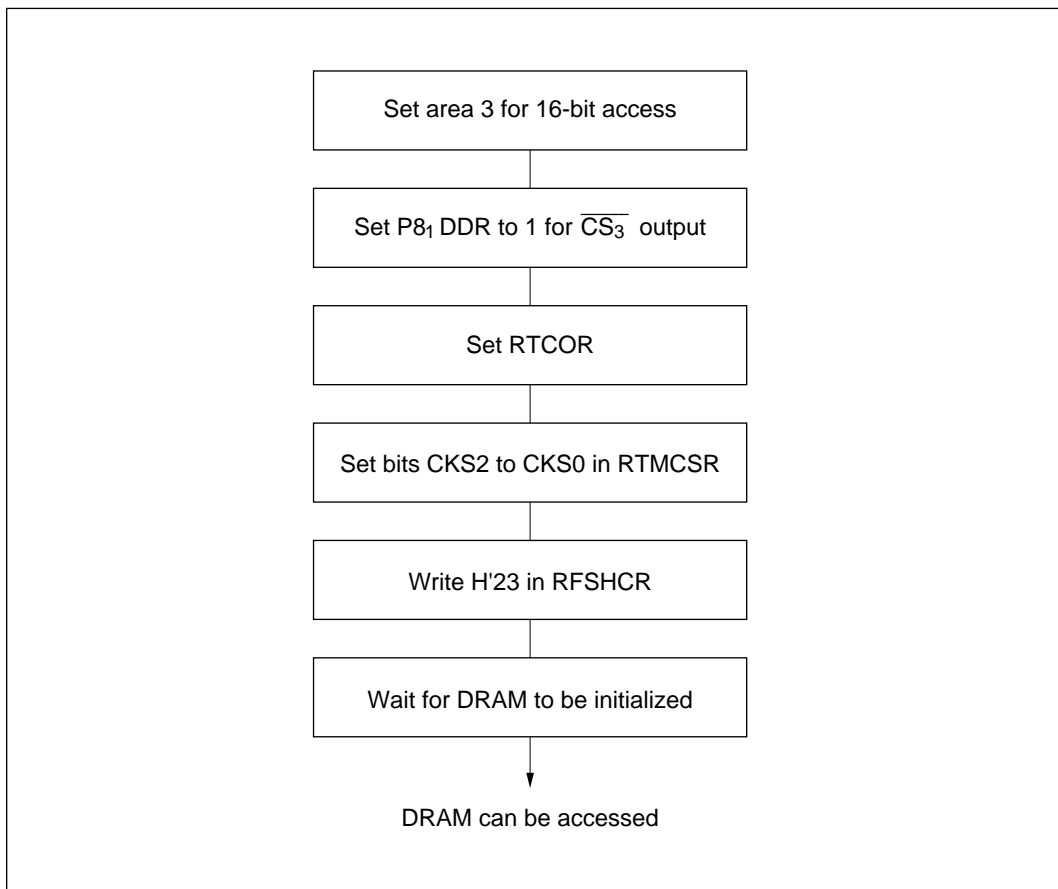 Set area 3 for 16-bit access
Set P8₁ DDR to 1 for C̅S̅₃̅ output
Set RTCOR
Set bits CKS2 to CKS0 in RTMCSR
Write H'23 in RFSHCR
Wait for DRAM to be initialized
DRAM can be accessed